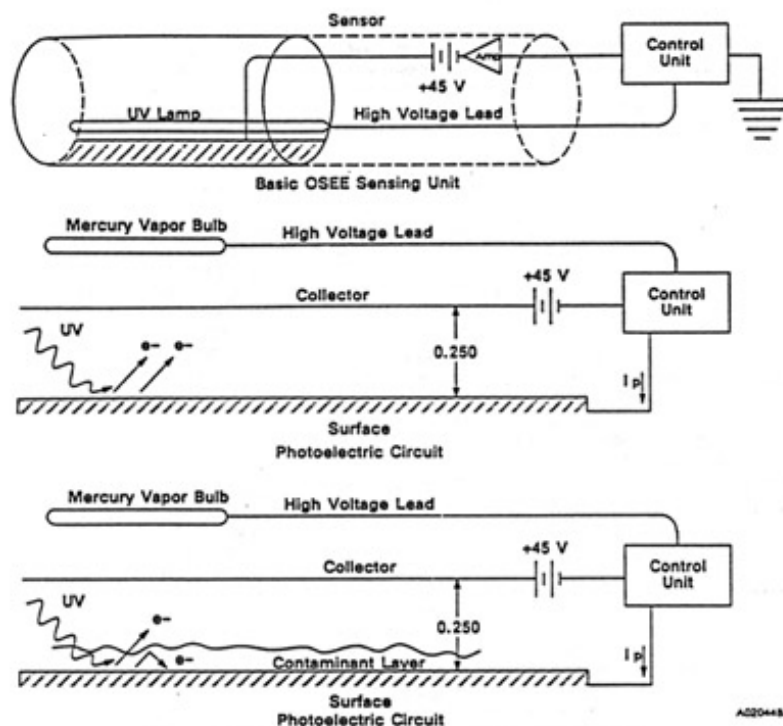 Sensor
Amp
Control
Unit
+45 V
UV Lamp
High Voltage Lead
Basic OSEE Sensing Unit
Mercury Vapor Bulb
High Voltage Lead
+45 V
Collector
Control
Unit
UV
e-
e-
0.250
I p
Surface
Photoelectric Circuit
Mercury Vapor Bulb
High Voltage Lead
+45 V
Collector
Control
Unit
UV
e-
0.250
e-
Contaminant Layer
I p
Surface
Photoelectric Circuit